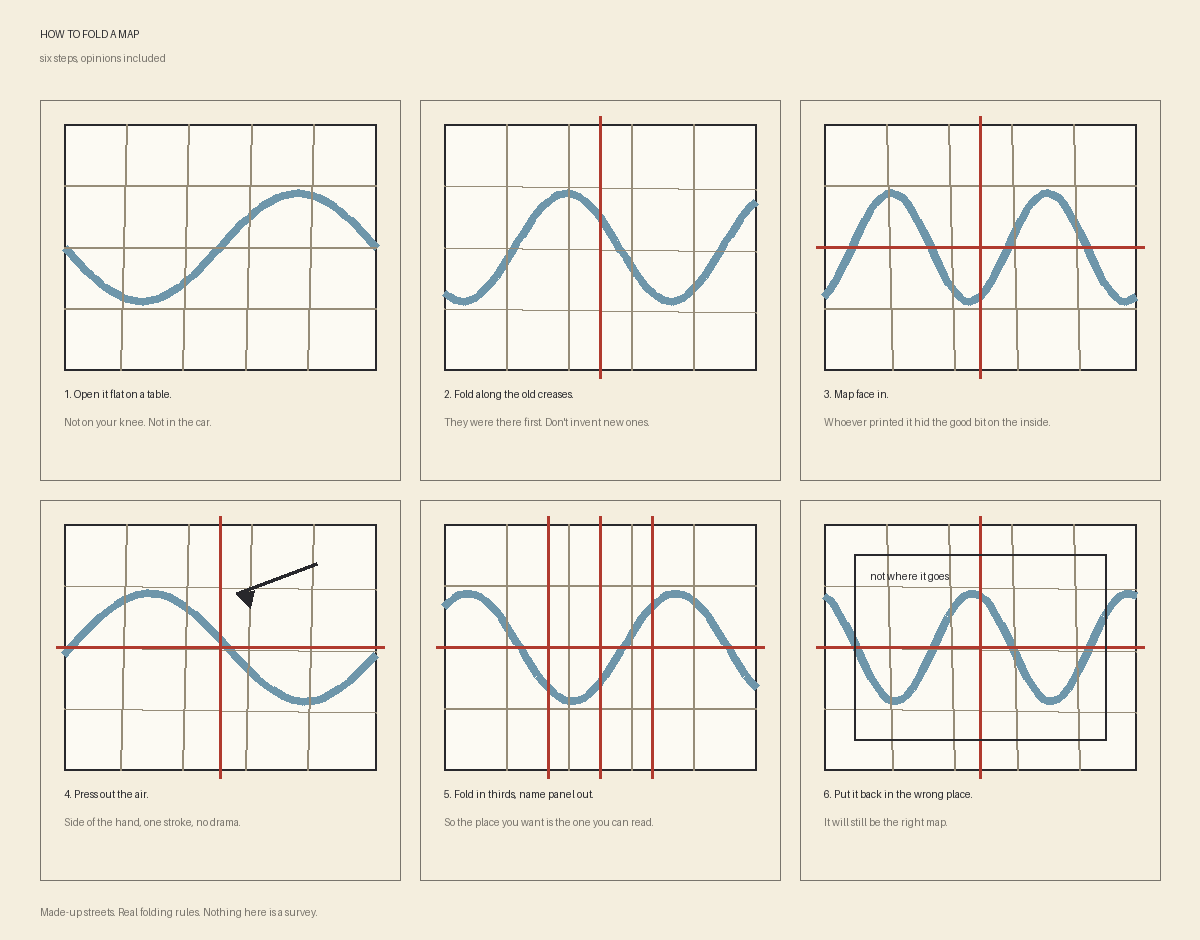 HOW TO FOLD A MAP
six steps, opinions included
1. Open it flat on a table.
Not on your knee. Not in the car.
2. Fold along the old creases.
They were there first. Don't invent new ones.
3. Map face in.
Whoever printed it hid the good bit on the inside.
4. Press out the air.
Side of the hand, one stroke, no drama.
5. Fold in thirds, name panel out.
So the place you want is the one you can read.
not where it goes
6. Put it back in the wrong place.
It will still be the right map.
Made-up streets. Real folding rules. Nothing here is a survey.